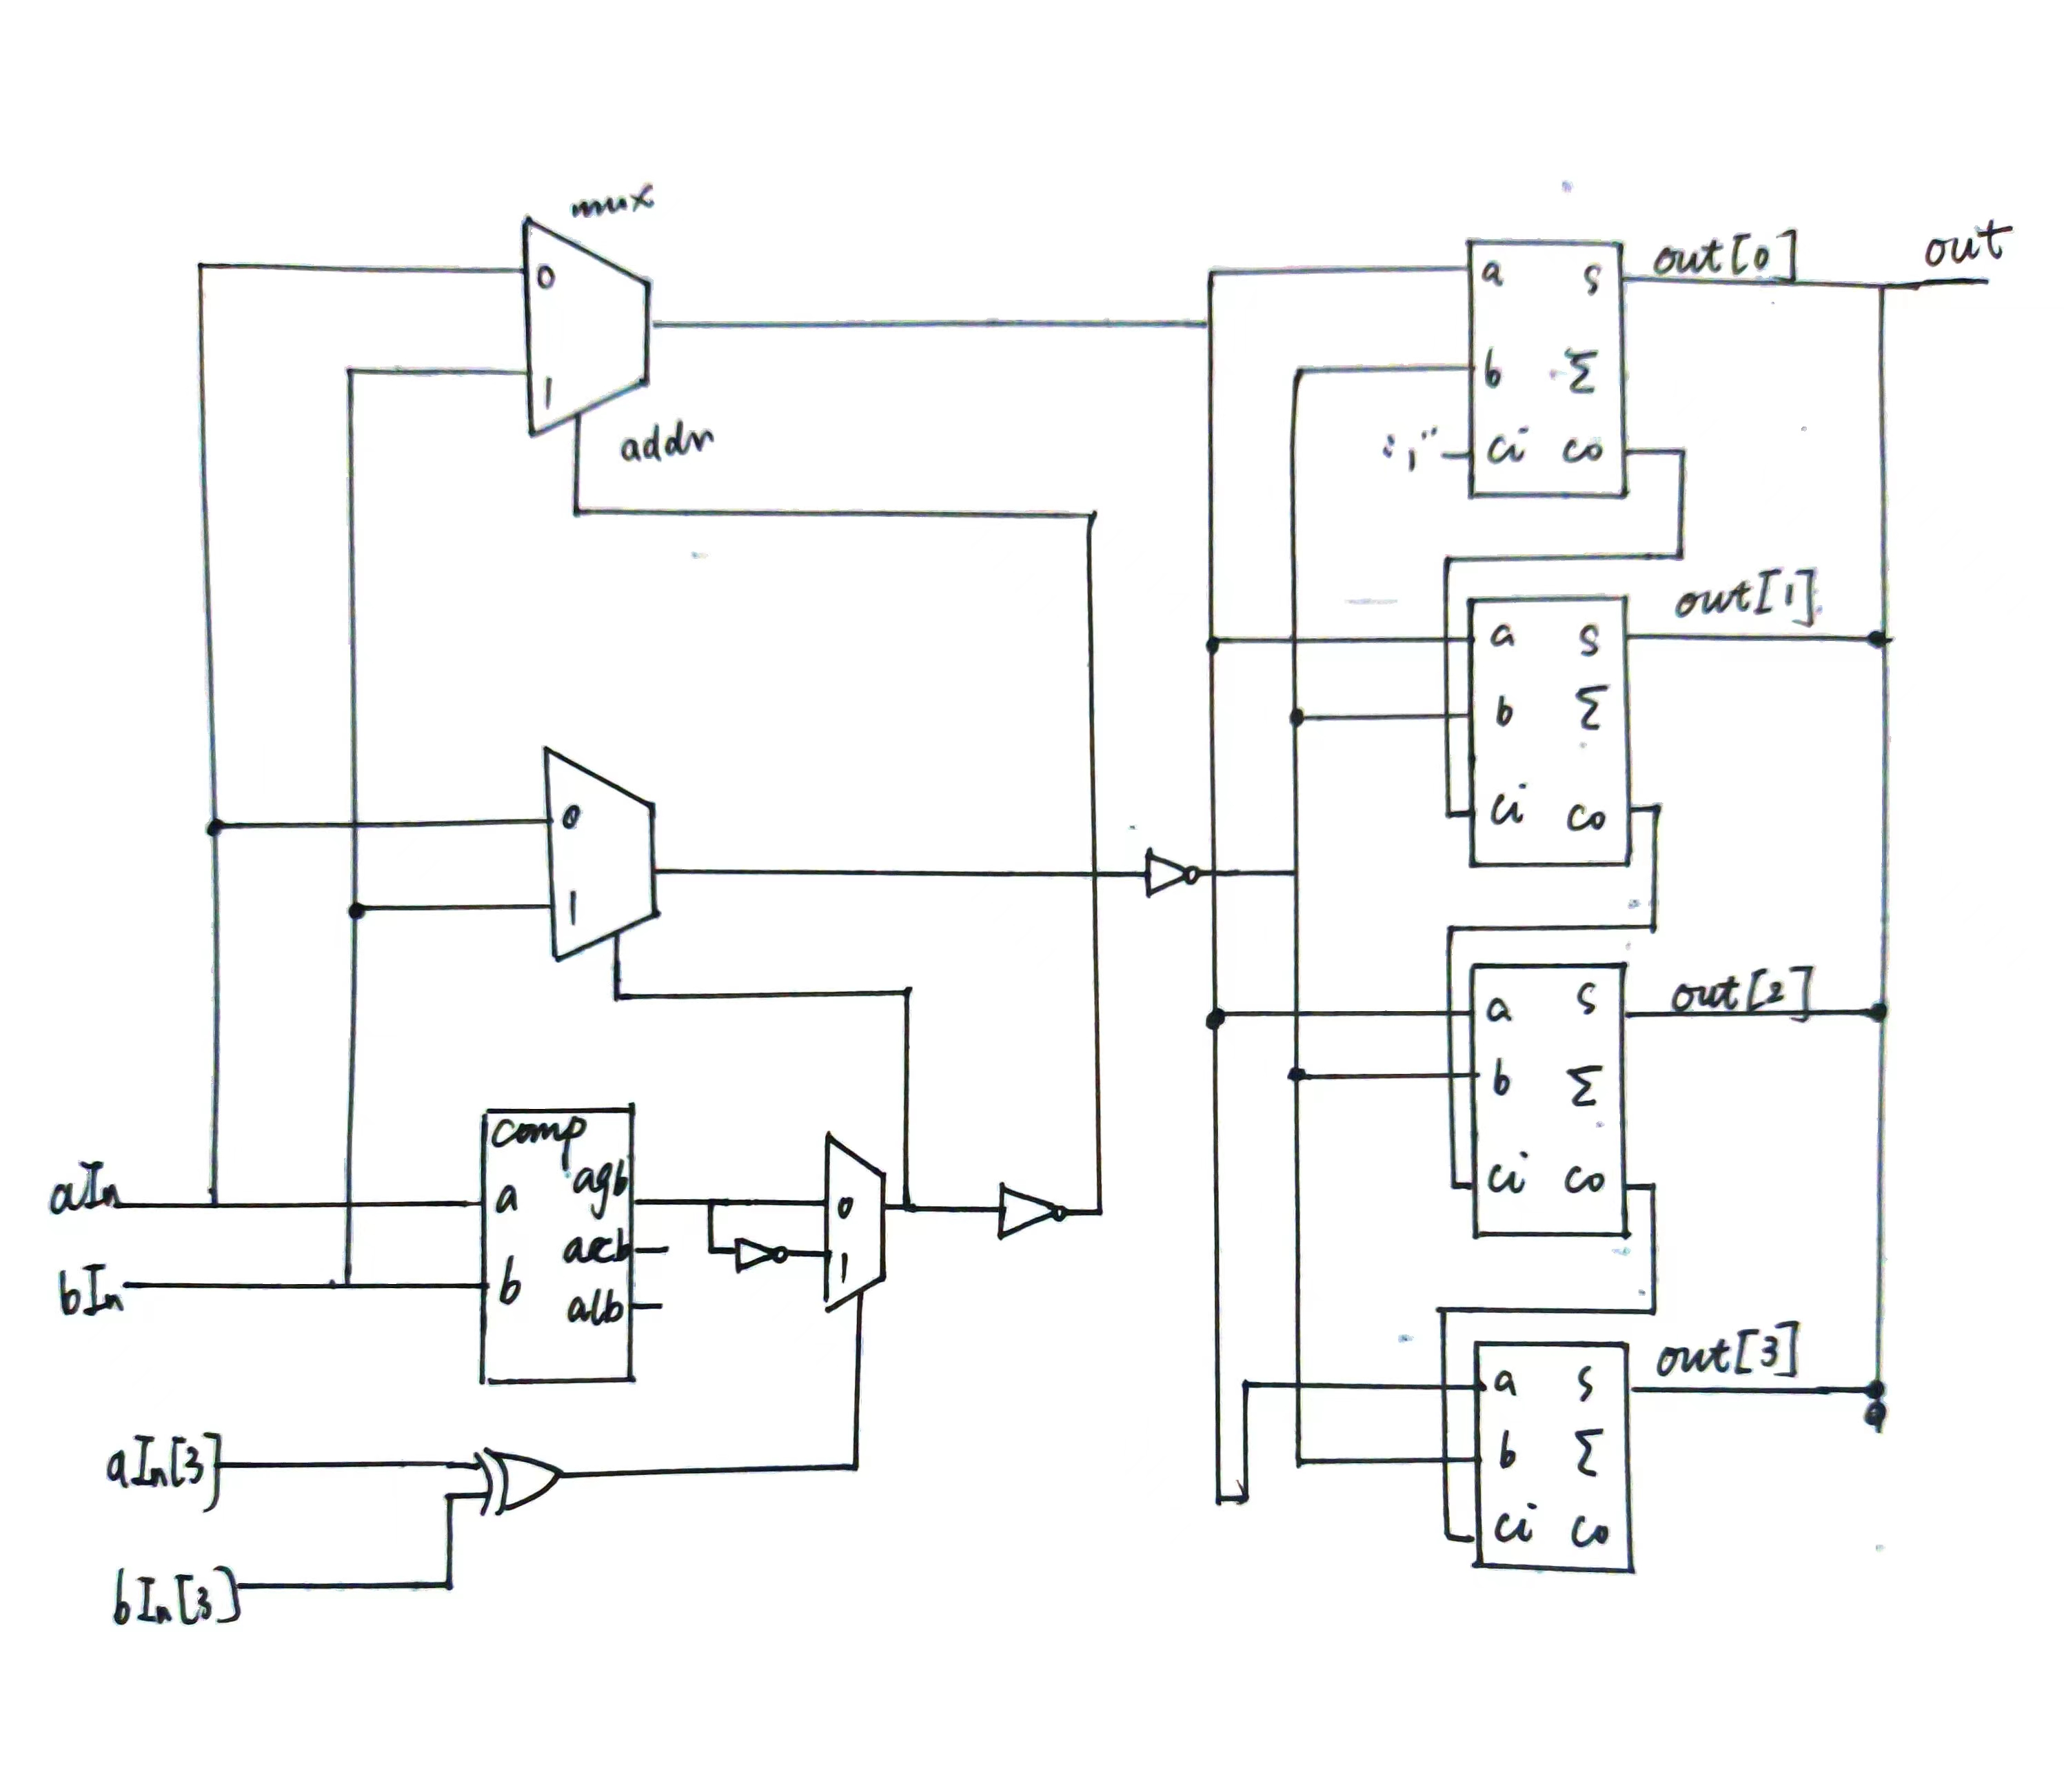 mux
0
1
addr
0
1
comp
aIn
a
agb
0
bIn
b
alb
1
aIn[3]
bIn[3]
a
s
out[0]
out
b
Σ
"1"
ci
co
out[1]
a
s
b
Σ
ci
co
out[2]
a
s
b
Σ
ci
co
out[3]
a
s
b
Σ
ci
co